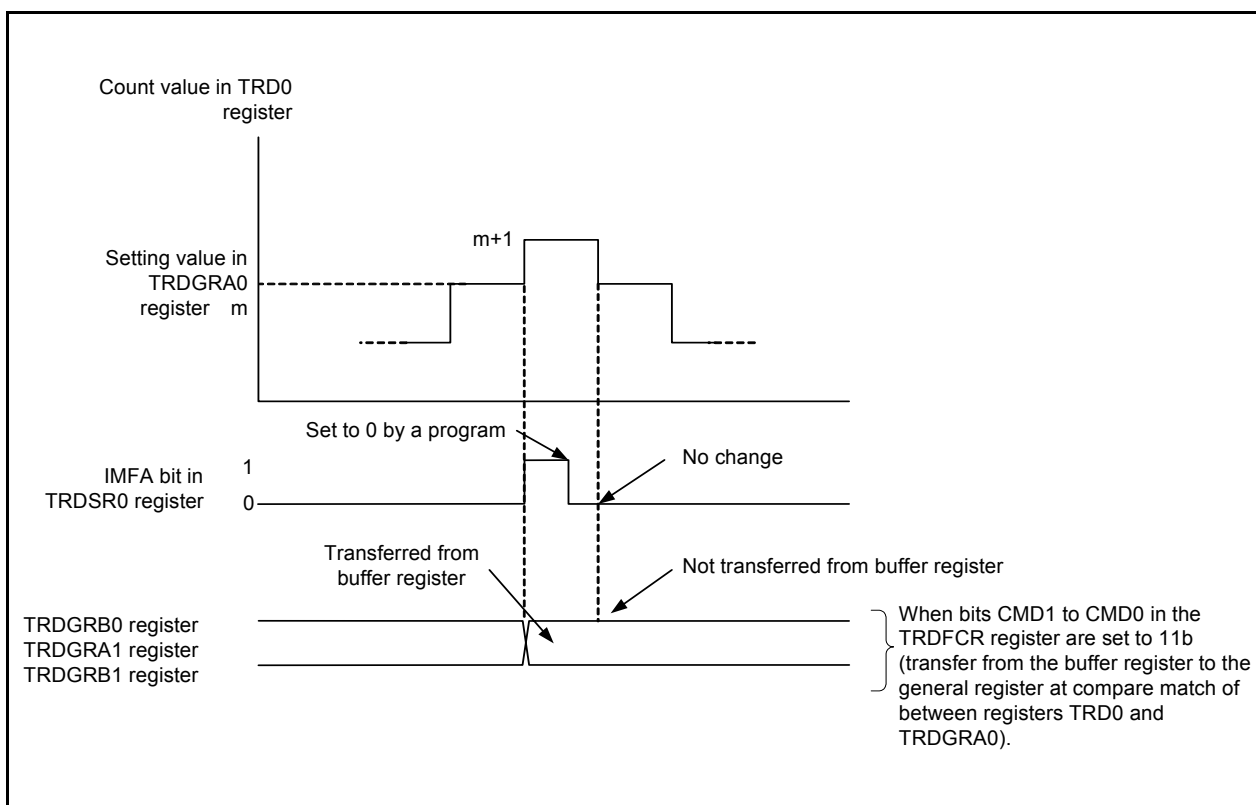 Count value in TRD0
register
m+1
Setting value in
TRDGRA0
register m
Set to 0 by a program
No change
IMFA bit in
TRDSR0 register
1
0
Transferred from
buffer register
Not transferred from buffer register
TRDGRB0 register
TRDGRA1 register
TRDGRB1 register
When bits CMD1 to CMD0 in the
TRDFCR register are set to 11b
(transfer from the buffer register to the
general register at compare match of
between registers TRD0 and
TRDGRA0).